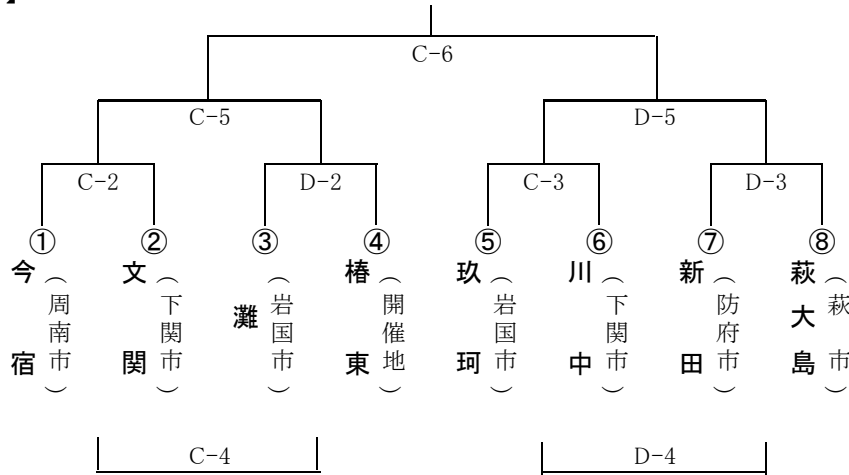 C-6
C-5
D-5
C-2
D-2
C-3
D-3
①
②
③
④
⑤
⑥
⑦
⑧
今宿
（周南市）
文関
（下関市）
灘
（岩国市）
椿東
（開催地）
玖珂
（岩国市）
川中
（下関市）
新田
（防府市）
萩大島
（萩市）
C-4
D-4